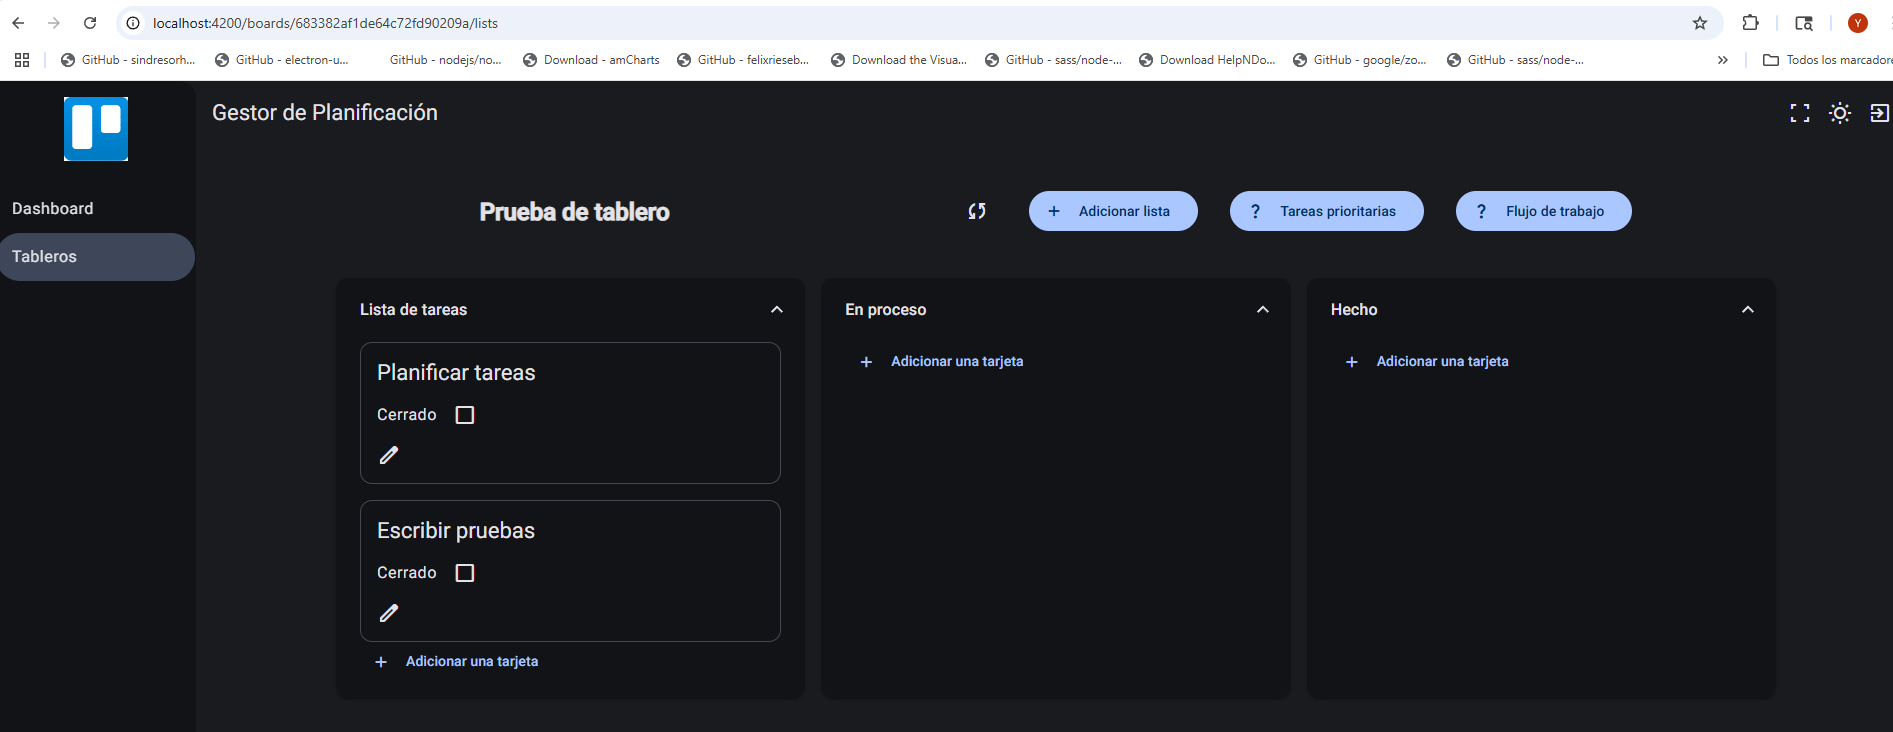 localhost:4200/boards/683382af1de64c72fd90209a/lists
Y
GitHub - sindresorh...
GitHub - electron-u...
GitHub - nodejs/no...
Download - amCharts
GitHub - felixrieseb...
Download the Visua...
GitHub - sass/node-...
Download HelpNDo...
GitHub - google/zo...
GitHub - sass/node-...
»
Todos los marcadore
Gestor de Planificación
Dashboard
Tableros
Prueba de tablero
+ Adicionar lista
? Tareas prioritarias
? Flujo de trabajo
Lista de tareas
Planificar tareas
Cerrado
Escribir pruebas
Cerrado
+ Adicionar una tarjeta
En proceso
+ Adicionar una tarjeta
Hecho
+ Adicionar una tarjeta